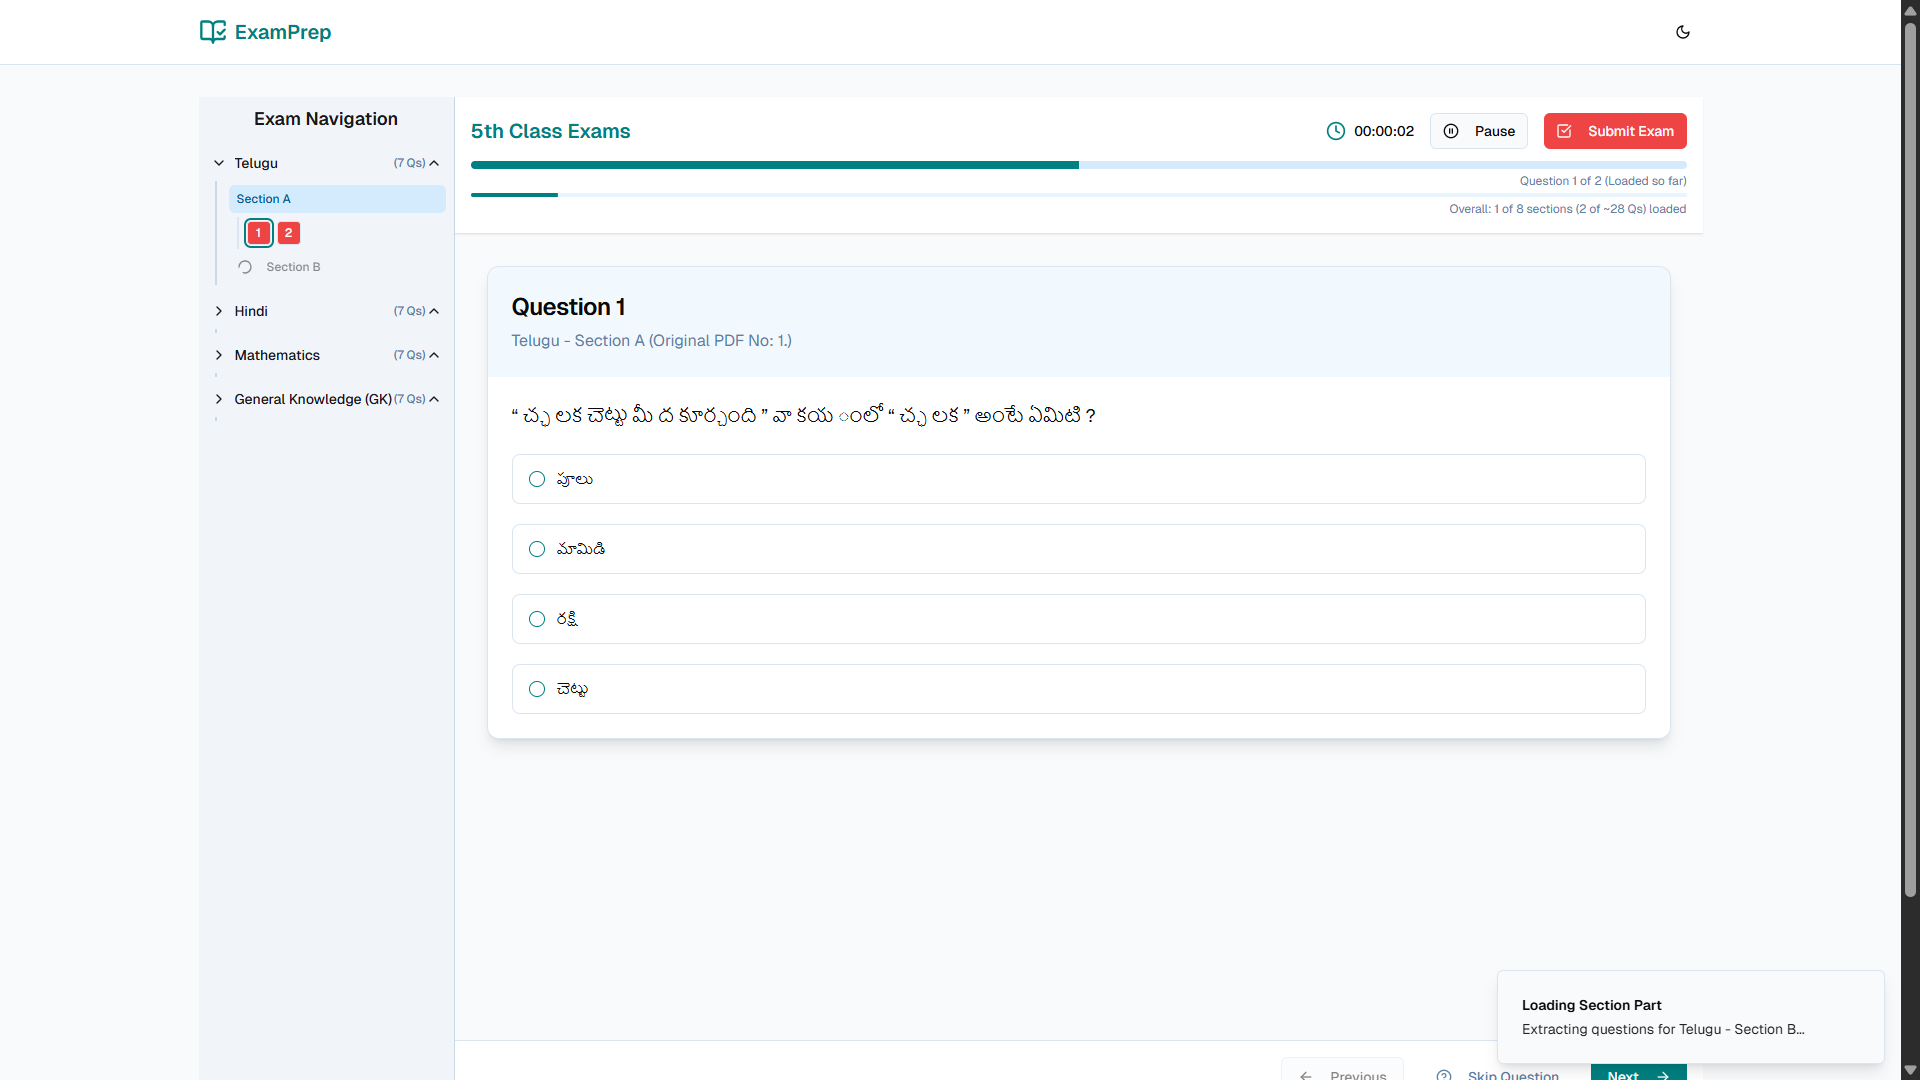 ExamPrep
Exam Navigation
Telugu (7 Qs)
Section A
1 2
Section B
Hindi (7 Qs)
Mathematics (7 Qs)
General Knowledge (GK) (7 Qs)
5th Class Exams
00:00:02
Pause
Submit Exam
Question 1 of 2 (Loaded so far)
Overall: 1 of 8 sections (2 of ~28 Qs) loaded
Question 1
Telugu - Section A (Original PDF No: 1.)
“ చ్ఛ లక చెట్టు మీ ద కూర్చంది ” వా కయ ంలో “ చ్ఛ లక ” అంటే ఏమిటి ?
పూలు
మామిడి
రక్షి
చెట్టు
Loading Section Part
Extracting questions for Telugu - Section B...
Previous
Skip Question
Next